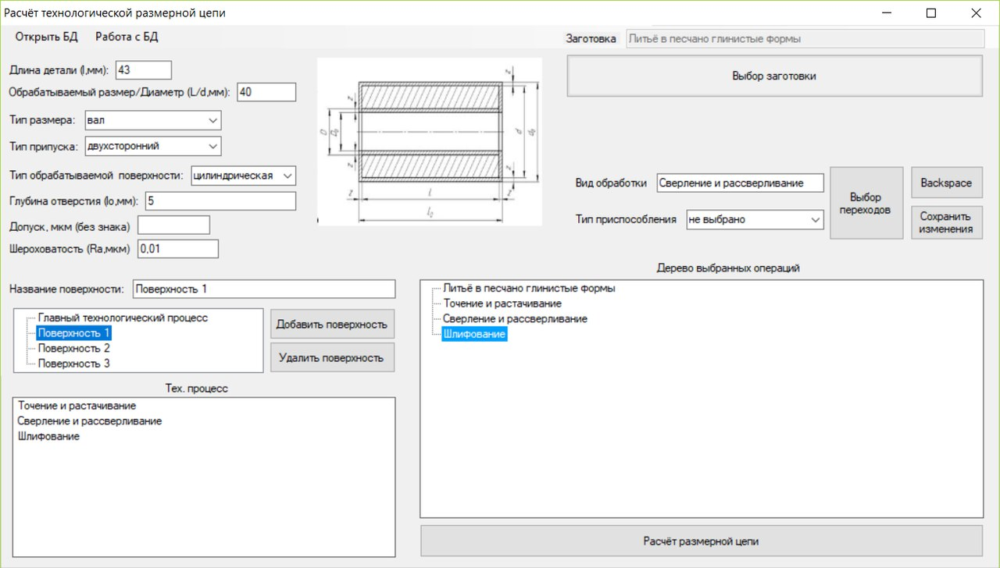 Расчёт технологической размерной цепи
Открыть БД Работа с БД
Заготовка Литьё в песчано глинистые формы
Выбор заготовки
Длина детали (l,мм): 43
Обрабатываемый размер/Диаметр (L/d,мм): 40
Тип размера: вал
Тип припуска: двухсторонний
Тип обрабатываемой поверхности: цилиндрическая
Глубина отверстия (lo,мм): 5
Допуск, мкм (без знака)
Шероховатость (Ra,мкм) 0,01
z
z
D
D₀
d
d₀
z
z
z
l
z
l₀
Вид обработки Сверление и рассверливание
Тип приспособления не выбрано
Выбор
переходов
Backspace
Сохранить
изменения
Название поверхности: Поверхность 1
Главный технологический процесс
Поверхность 1
Поверхность 2
Поверхность 3
Добавить поверхность
Удалить поверхность
Тех. процесс
Точение и растачивание
Сверление и рассверливание
Шлифование
Дерево выбранных операций
Литьё в песчано глинистые формы
Точение и растачивание
Сверление и рассверливание
Шлифование
Расчёт размерной цепи